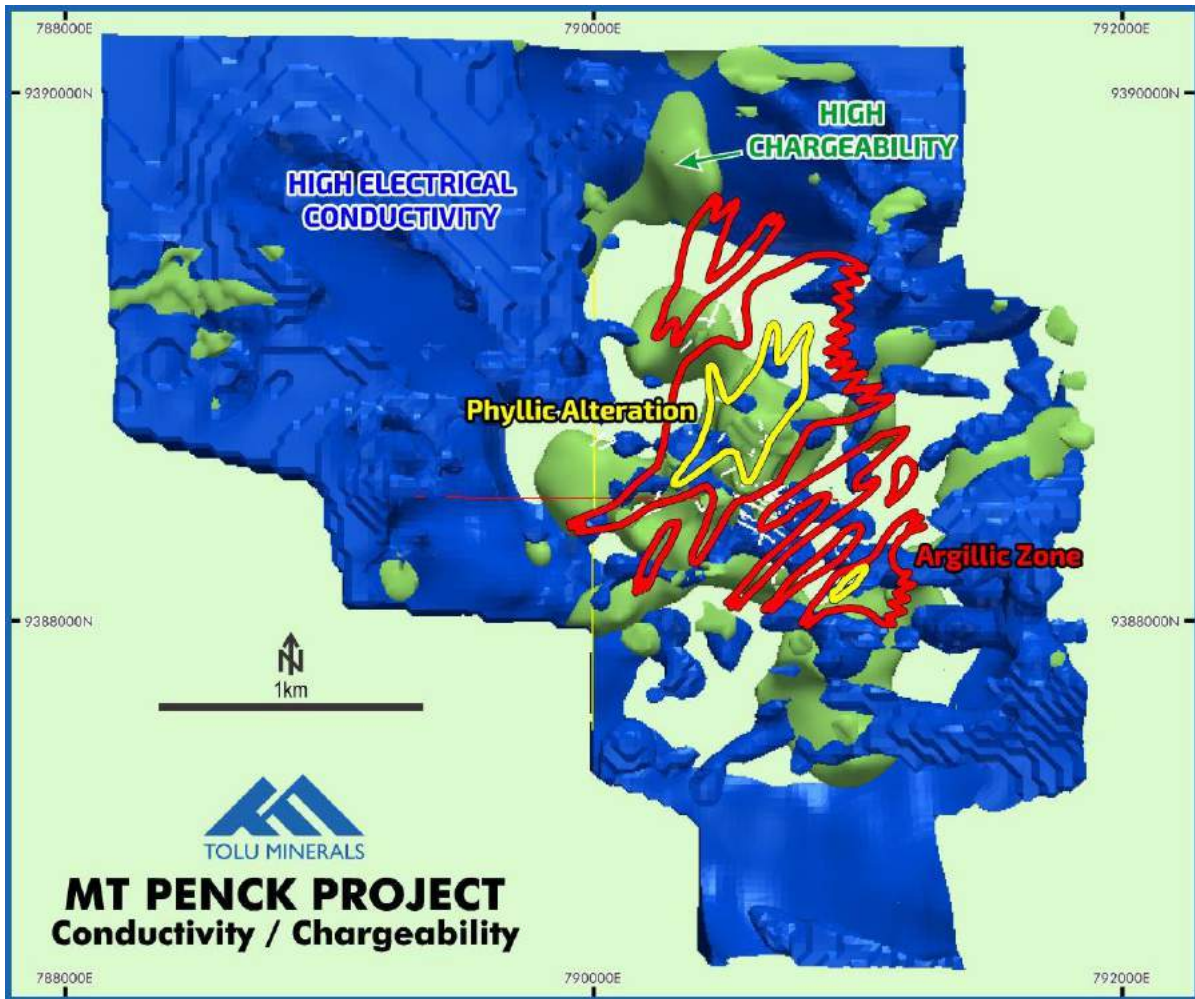 788000E
790000E
792000E
9390000N
9390000N
HIGH
CHARGEABILITY
HIGH ELECTRICAL
CONDUCTIVITY
Phyllic Alteration
Argillic Zone
9388000N
9388000N
N
1km
TOLU MINERALS
MT PENCK PROJECT
Conductivity / Chargeability
788000E
790000E
792000E